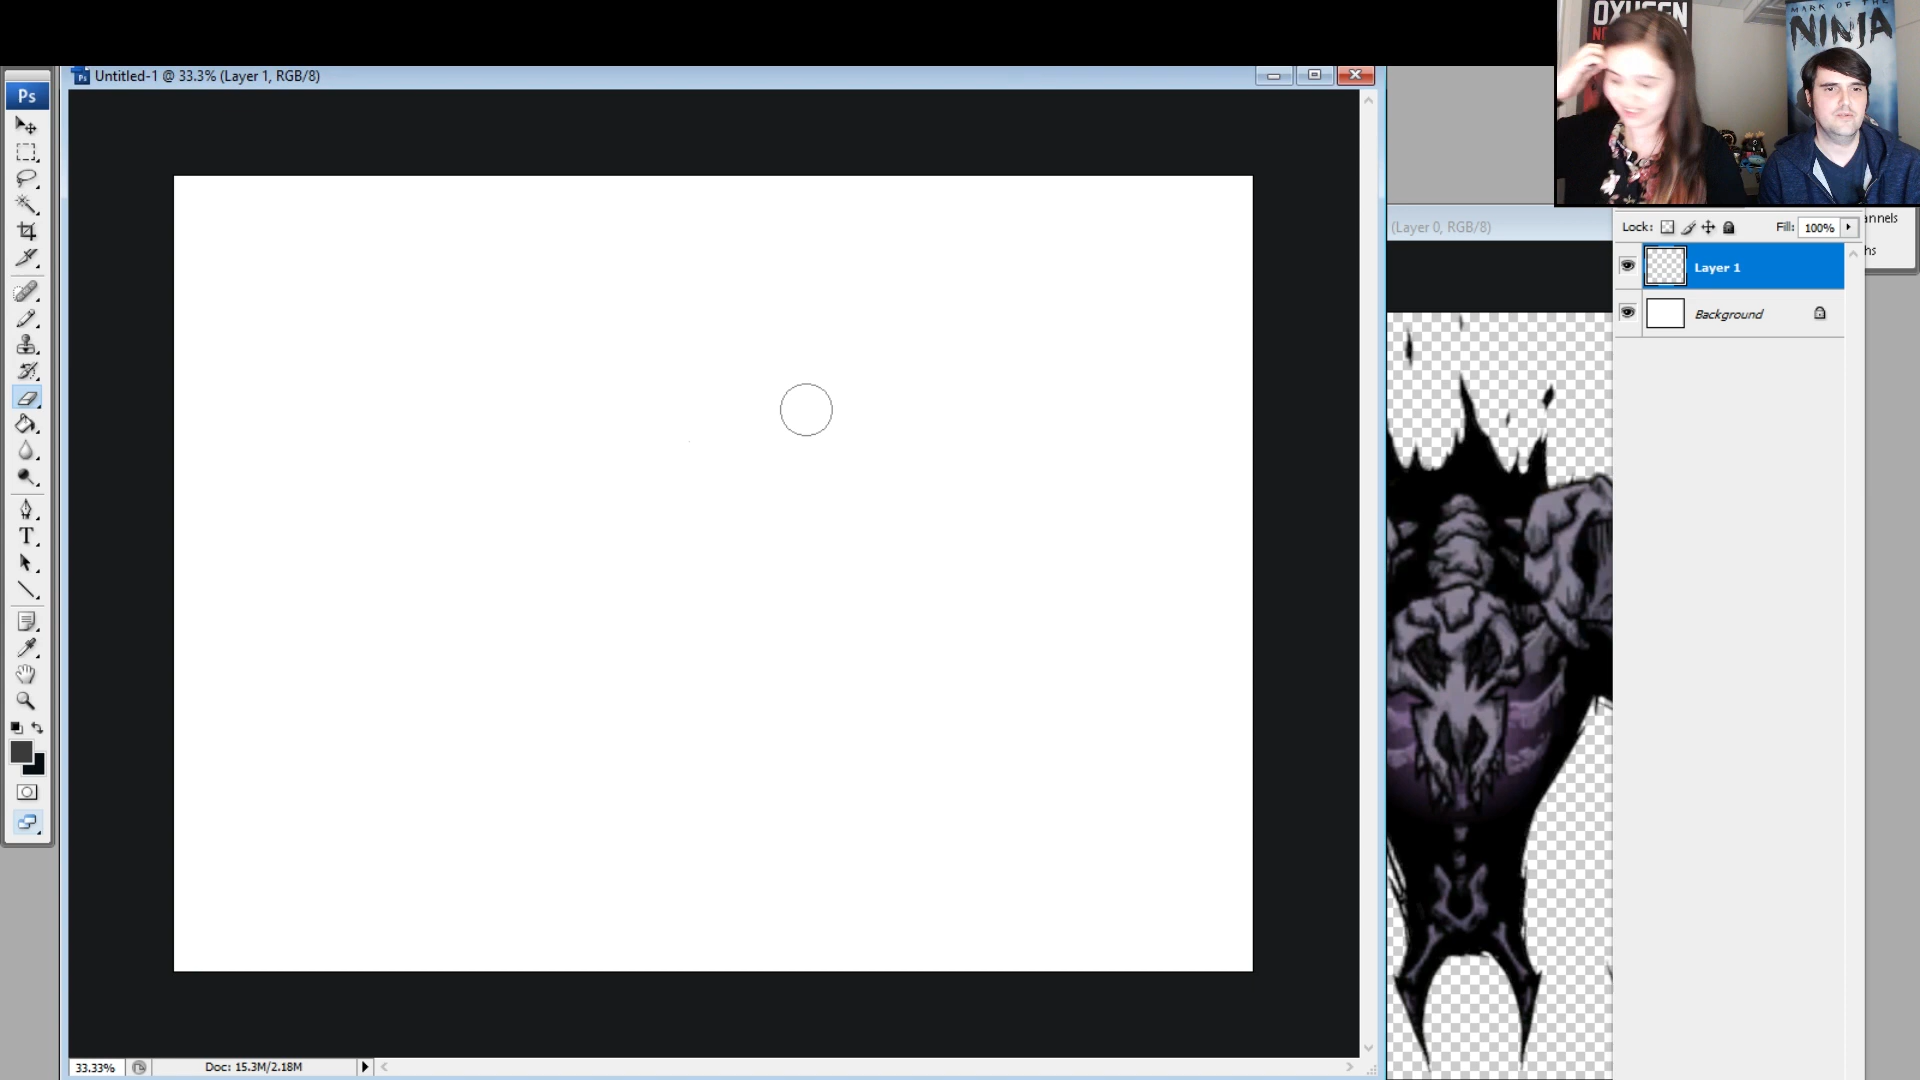 OXYGEN
NO
MARK OF THE
NINJA
Untitled-1 @ 33.3% (Layer 1, RGB/8)
Ps
(Layer 0, RGB/8)
Lock:
Fill: 100%
annels
hs
Layer 1
Background
T
33.33%
Doc: 15.3M/2.18M